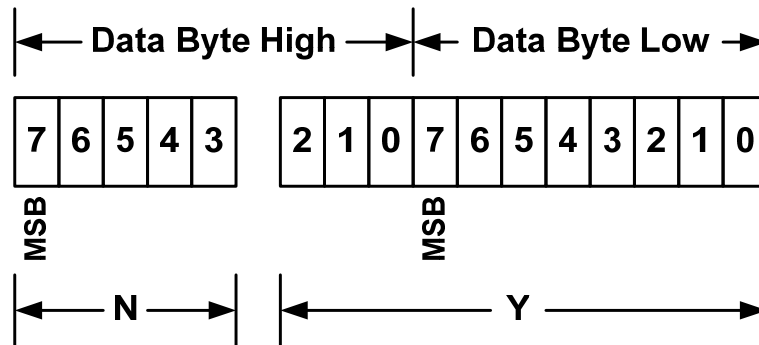 Data Byte High Data Byte Low
7 6 5 4 3 2 1 0 7 6 5 4 3 2 1 0
MSB MSB
N Y